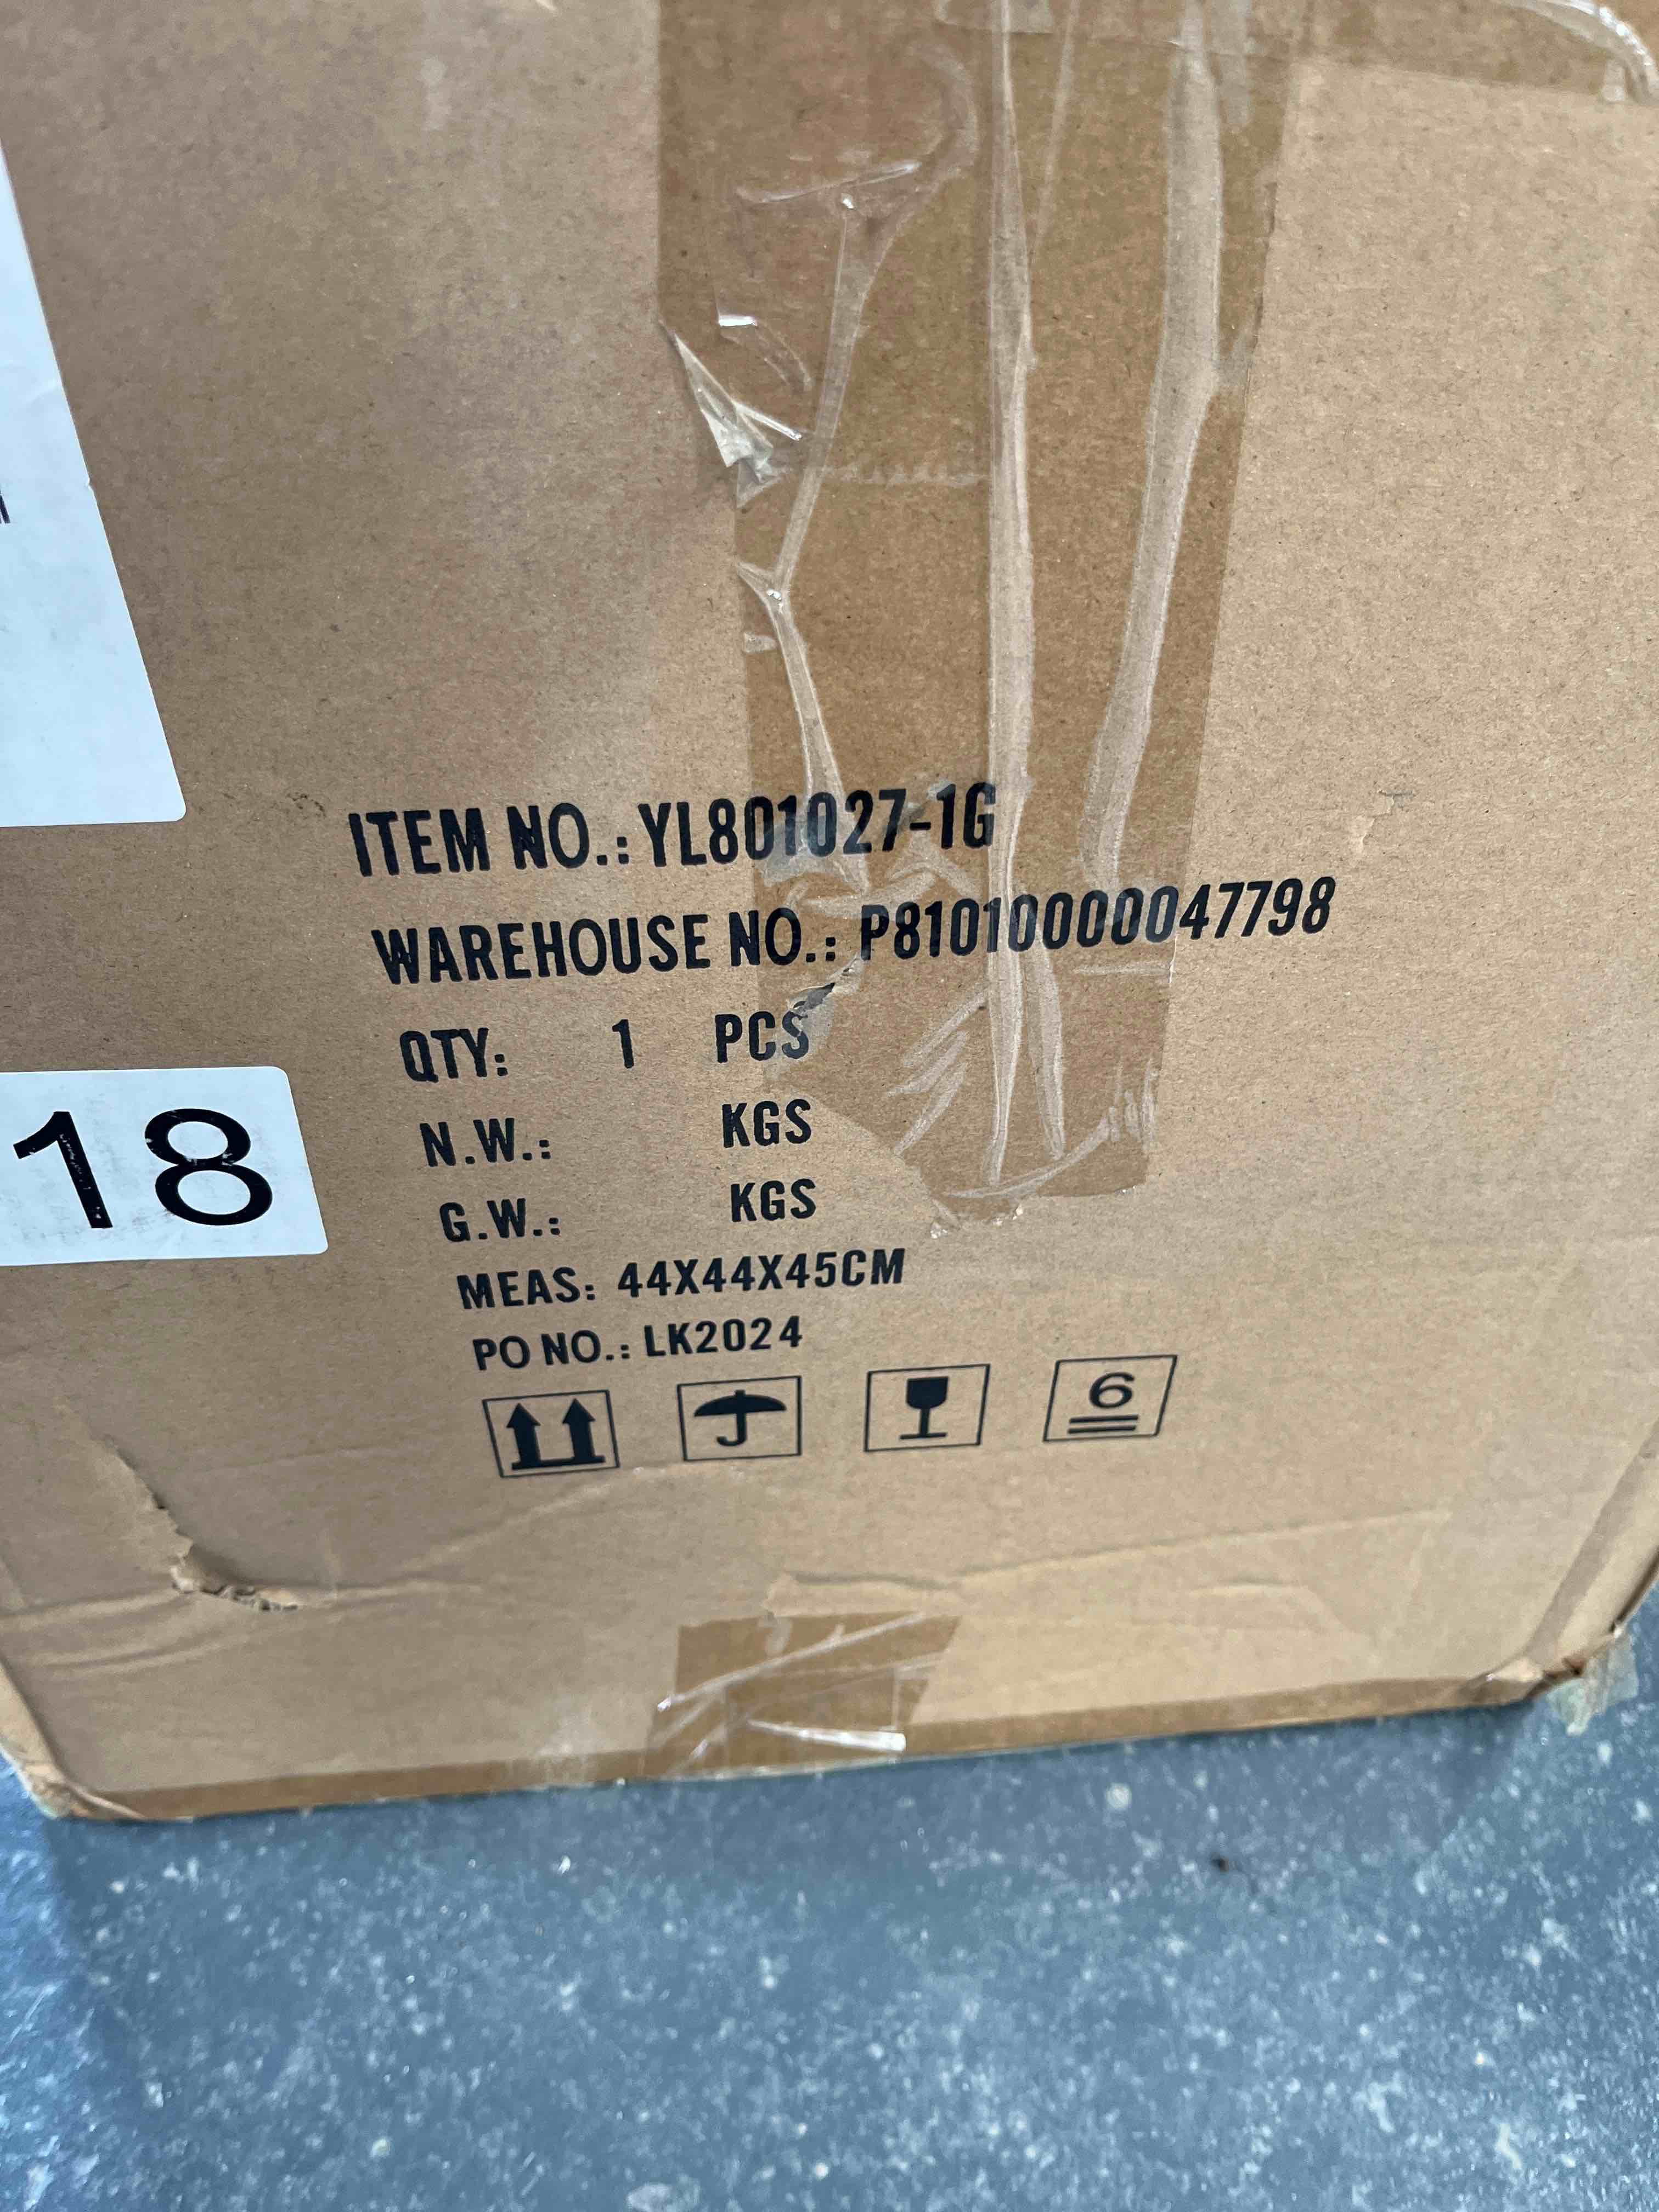 ITEM NO.: YL801027-1G
WAREHOUSE NO.: P81010000047798
QTY: 1 PCS
N.W.: KGS
G.W.: KGS
MEAS: 44X44X45CM
PO NO.: LK2024
6
18